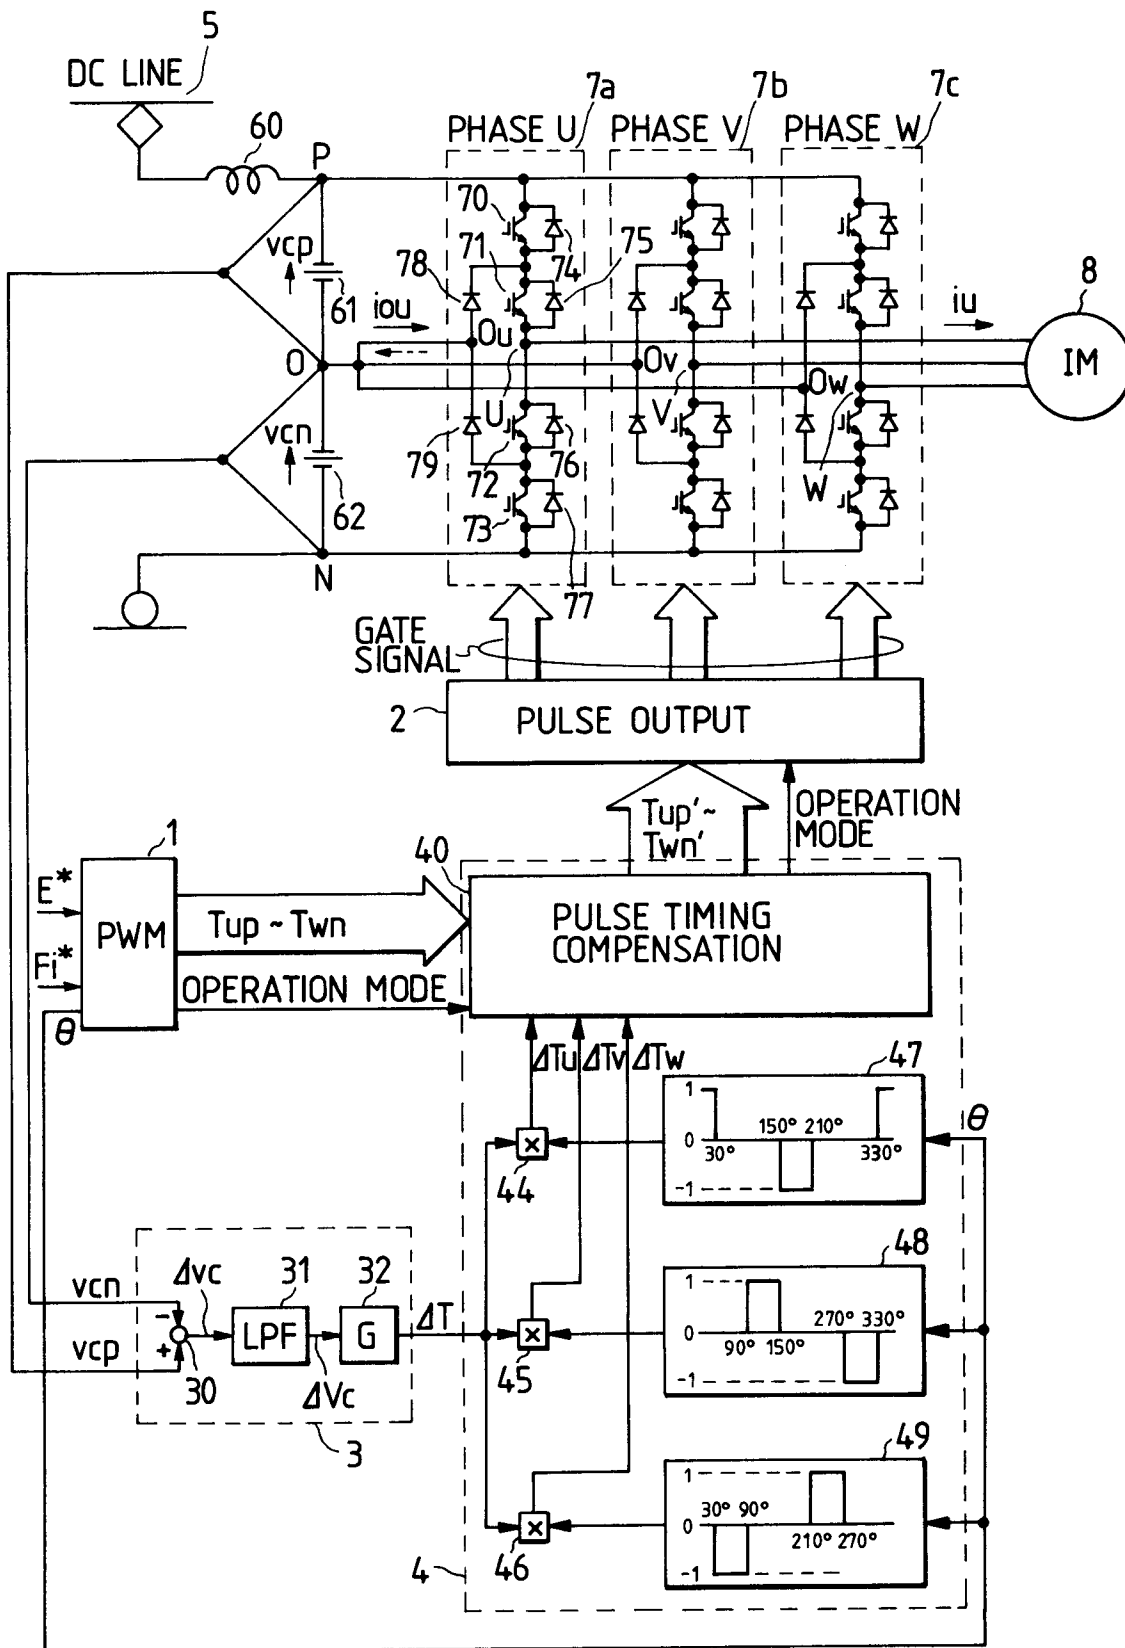 5
DC LINE
7a
7b
7c
PHASE U
PHASE V
PHASE W
60
P
70
vcp
71
74
75
78
61
iou
iu
8
Ou
O
Ov
IM
Ow
U
V
vcn
79
72
76
W
62
73
N
77
GATE
SIGNAL
2
PULSE OUTPUT
Tup'~
Twn'
OPERATION
MODE
1
40
E*
PWM
Tup ~ Twn
PULSE TIMING
COMPENSATION
Fi*
OPERATION MODE
θ
ΔTu ΔTv ΔTw
47
1
150° 210°
0
30°
330°
-1
θ
44
48
1
270° 330°
0
90° 150°
-1
vcn
Δvc
31
32
-
LPF
G
ΔT
vcp
+
30
ΔVc
45
3
49
1
30° 90°
0
210° 270°
-1
46
4
×
×
×